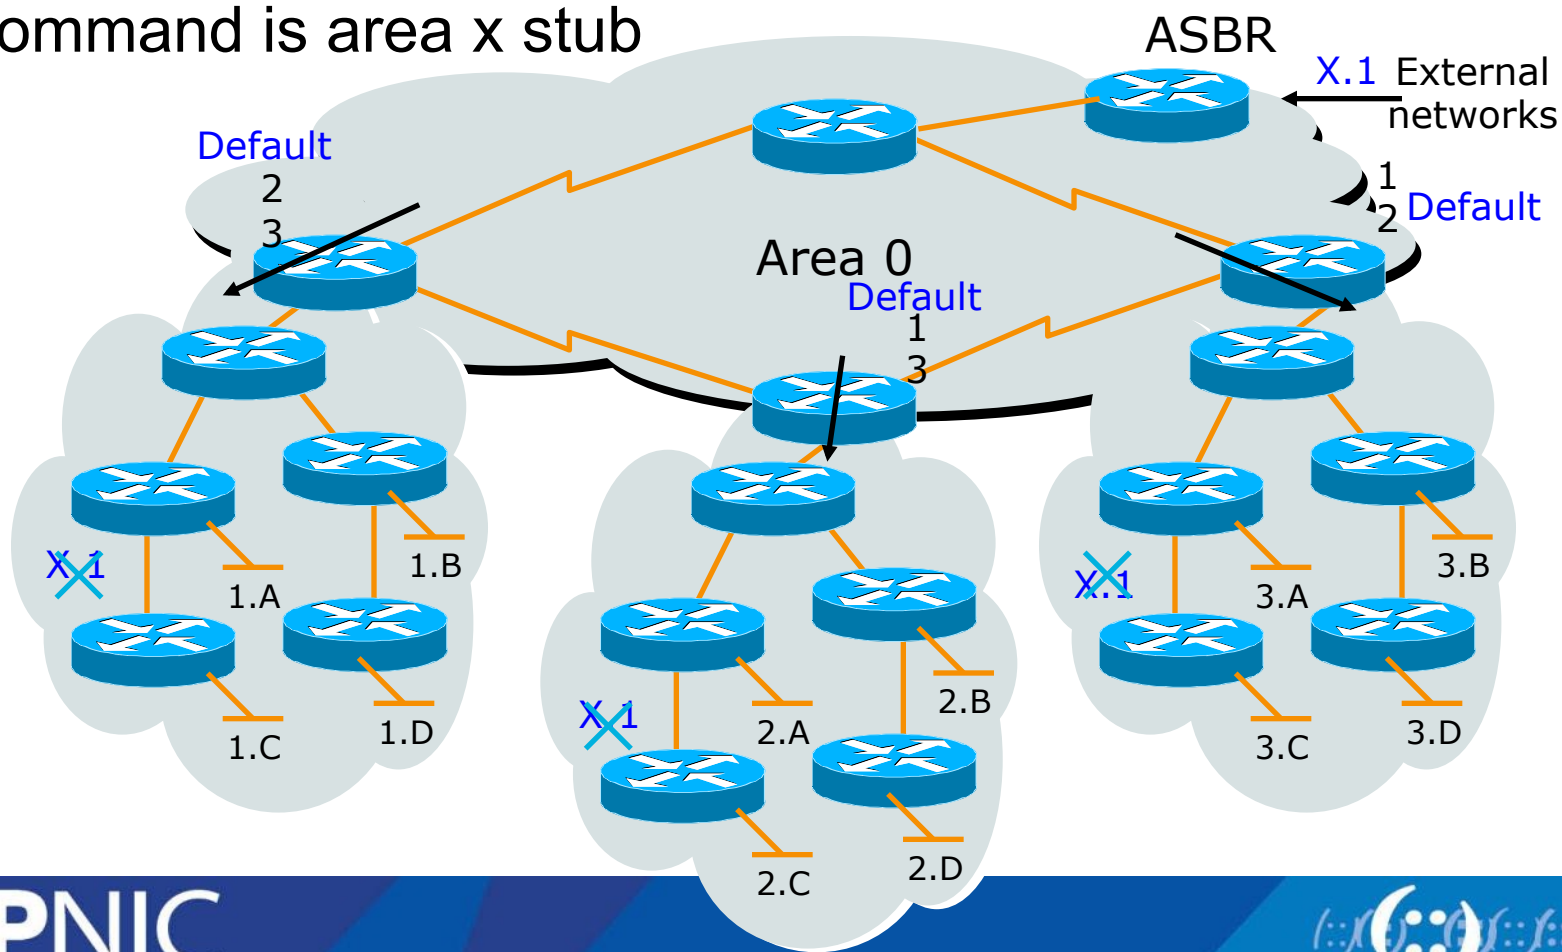 ommand is area x stub
ASBR
X.1 External
networks
Default
2
3
1
2 Default
Area 0
Default
1
3
X.1
1.A
1.B
1.C
1.D
X.1
2.A
2.B
2.C
2.D
X.1
3.A
3.B
3.C
3.D
PNIC